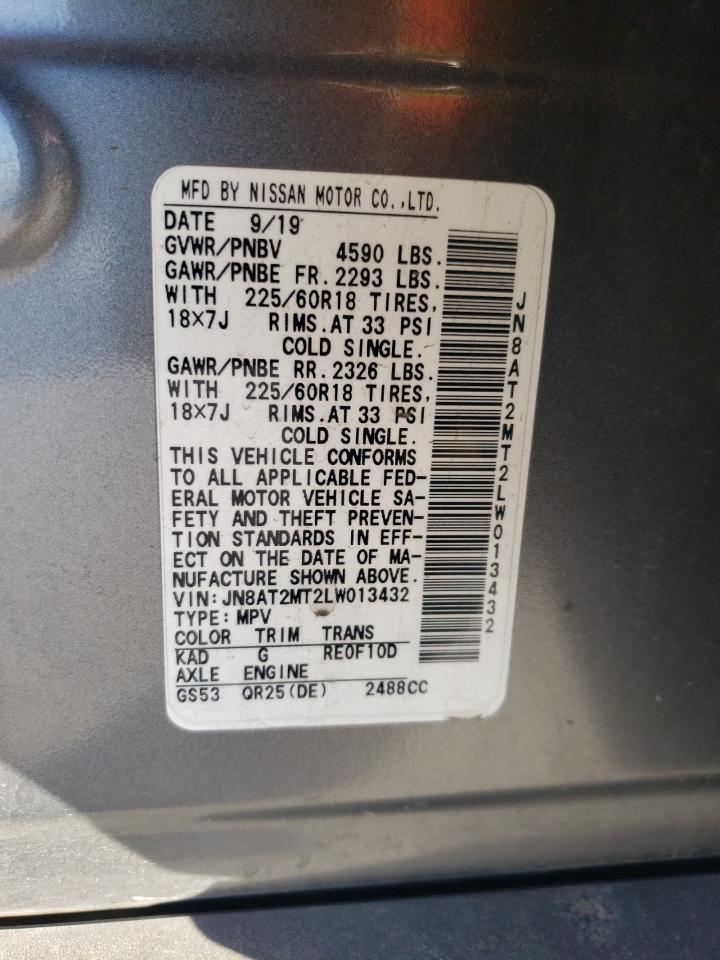 MFD BY NISSAN MOTOR CO.,LTD.
DATE 9/19
GVWR/PNBV 4590 LBS.
GAWR/PNBE FR. 2293 LBS.
WITH 225/60R18 TIRES,
18×7J RIMS.AT 33 PSI
COLD SINGLE.
GAWR/PNBE RR. 2326 LBS.
WITH 225/60R18 TIRES,
18×7J RIMS.AT 33 PSI
COLD SINGLE.
THIS VEHICLE CONFORMS
TO ALL APPLICABLE FED-
ERAL MOTOR VEHICLE SA-
FETY AND THEFT PREVEN-
TION STANDARDS IN EFF-
ECT ON THE DATE OF MA-
NUFACTURE SHOWN ABOVE.
VIN:JN8AT2MT2LW013432
TYPE:MPV
COLOR TRIM TRANS
KAD G RE0F10D
AXLE ENGINE
GS53 QR25(DE) 2488CC
JN8AT2MT2LW013432